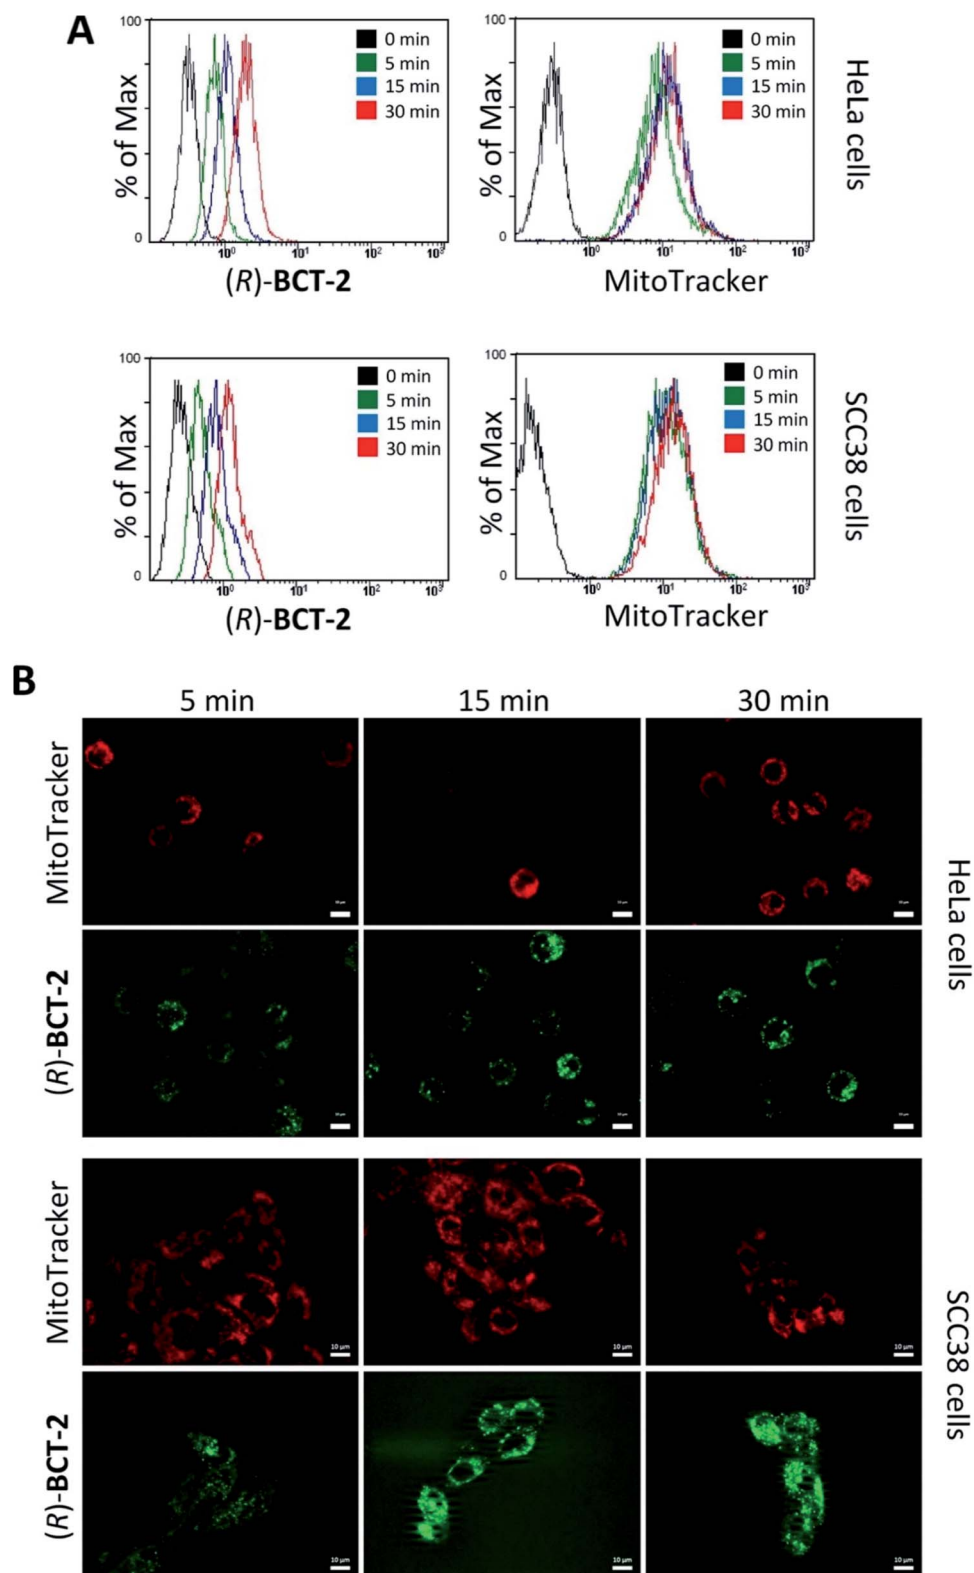 A
100
% of Max
0
0 min
5 min
15 min
30 min
10⁰ 10¹ 10² 10³
(R)-BCT-2
100
% of Max
0
0 min
5 min
15 min
30 min
10⁰ 10¹ 10² 10³
MitoTracker
HeLa cells
100
% of Max
0
0 min
5 min
15 min
30 min
10⁰ 10¹ 10² 10³
(R)-BCT-2
100
% of Max
0
0 min
5 min
15 min
30 min
10⁰ 10¹ 10² 10³
MitoTracker
SCC38 cells
B
5 min 15 min 30 min
MitoTracker
(R)-BCT-2
HeLa cells
MitoTracker
10 µm 10 µm 10 µm
(R)-BCT-2
10 µm 10 µm 10 µm
SCC38 cells